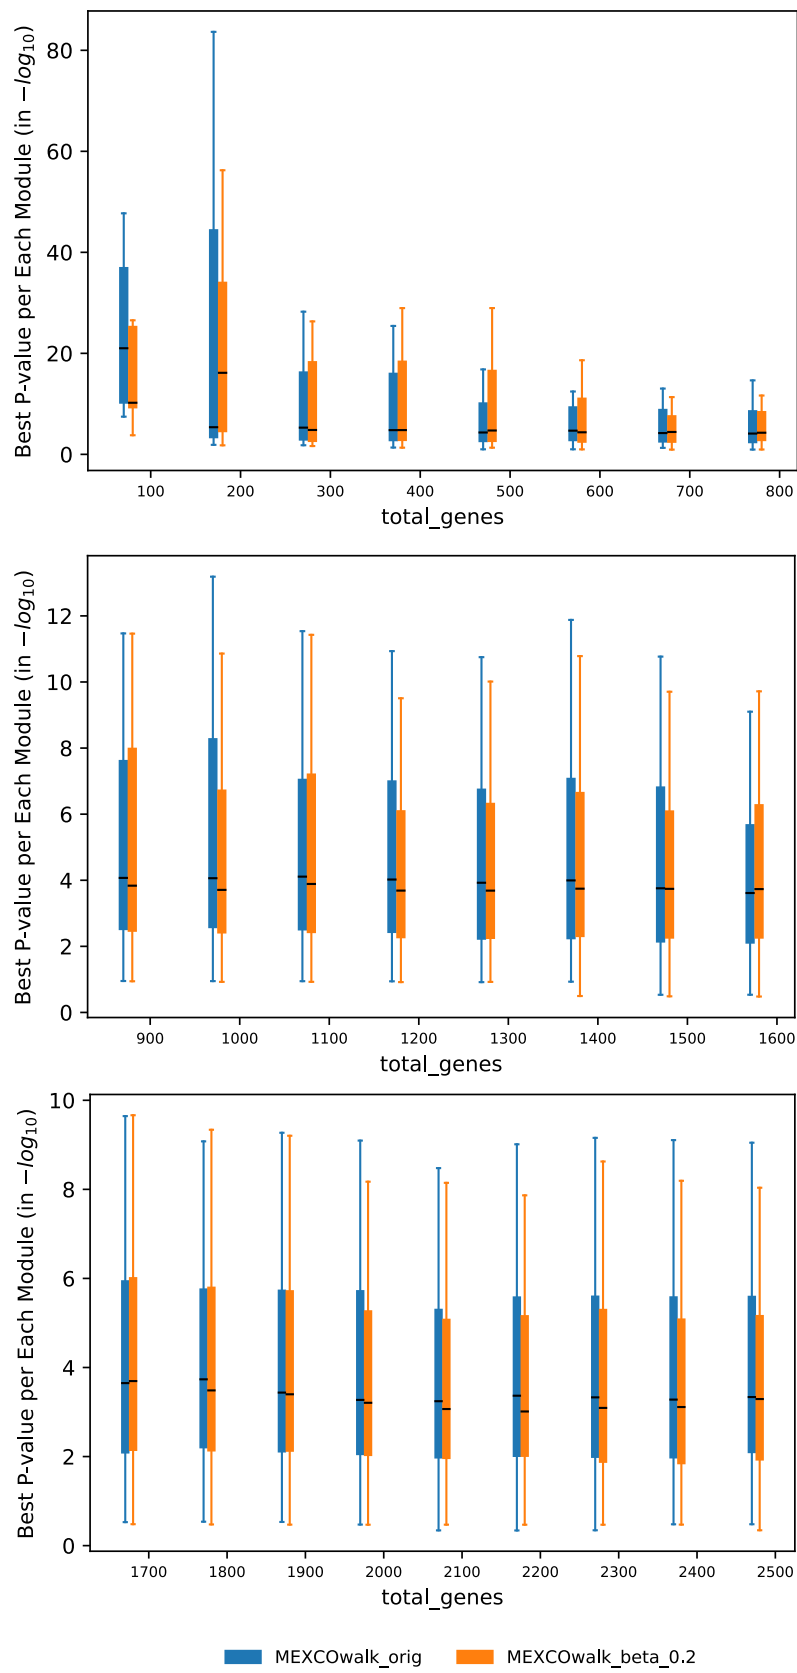 Best P-value per Each Module (in −log10)
80
60
40
20
0
100 200 300 400 500 600 700 800
total_genes
Best P-value per Each Module (in −log10)
12
10
8
6
4
2
0
900 1000 1100 1200 1300 1400 1500 1600
total_genes
Best P-value per Each Module (in −log10)
10
8
6
4
2
0
1700 1800 1900 2000 2100 2200 2300 2400 2500
total_genes
MEXCOwalk_orig MEXCOwalk_beta_0.2